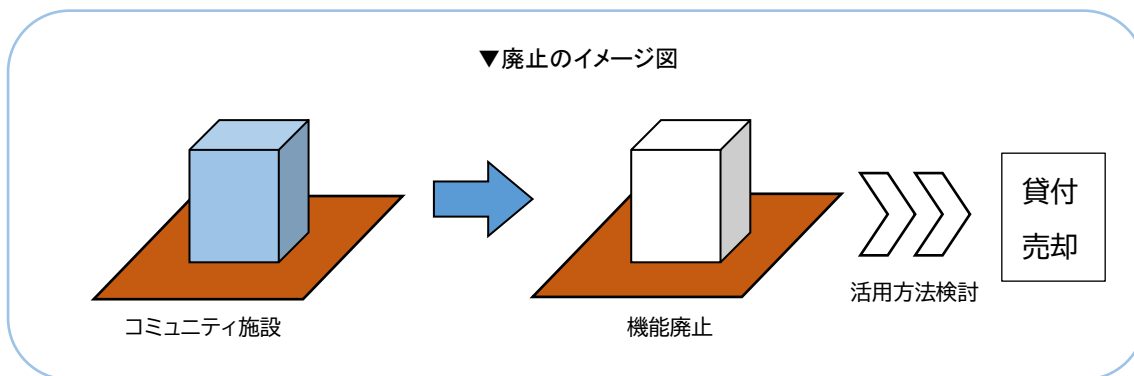 ▼廃止のイメージ図
コミュニティ施設
機能廃止
活用方法検討
貸付
売却